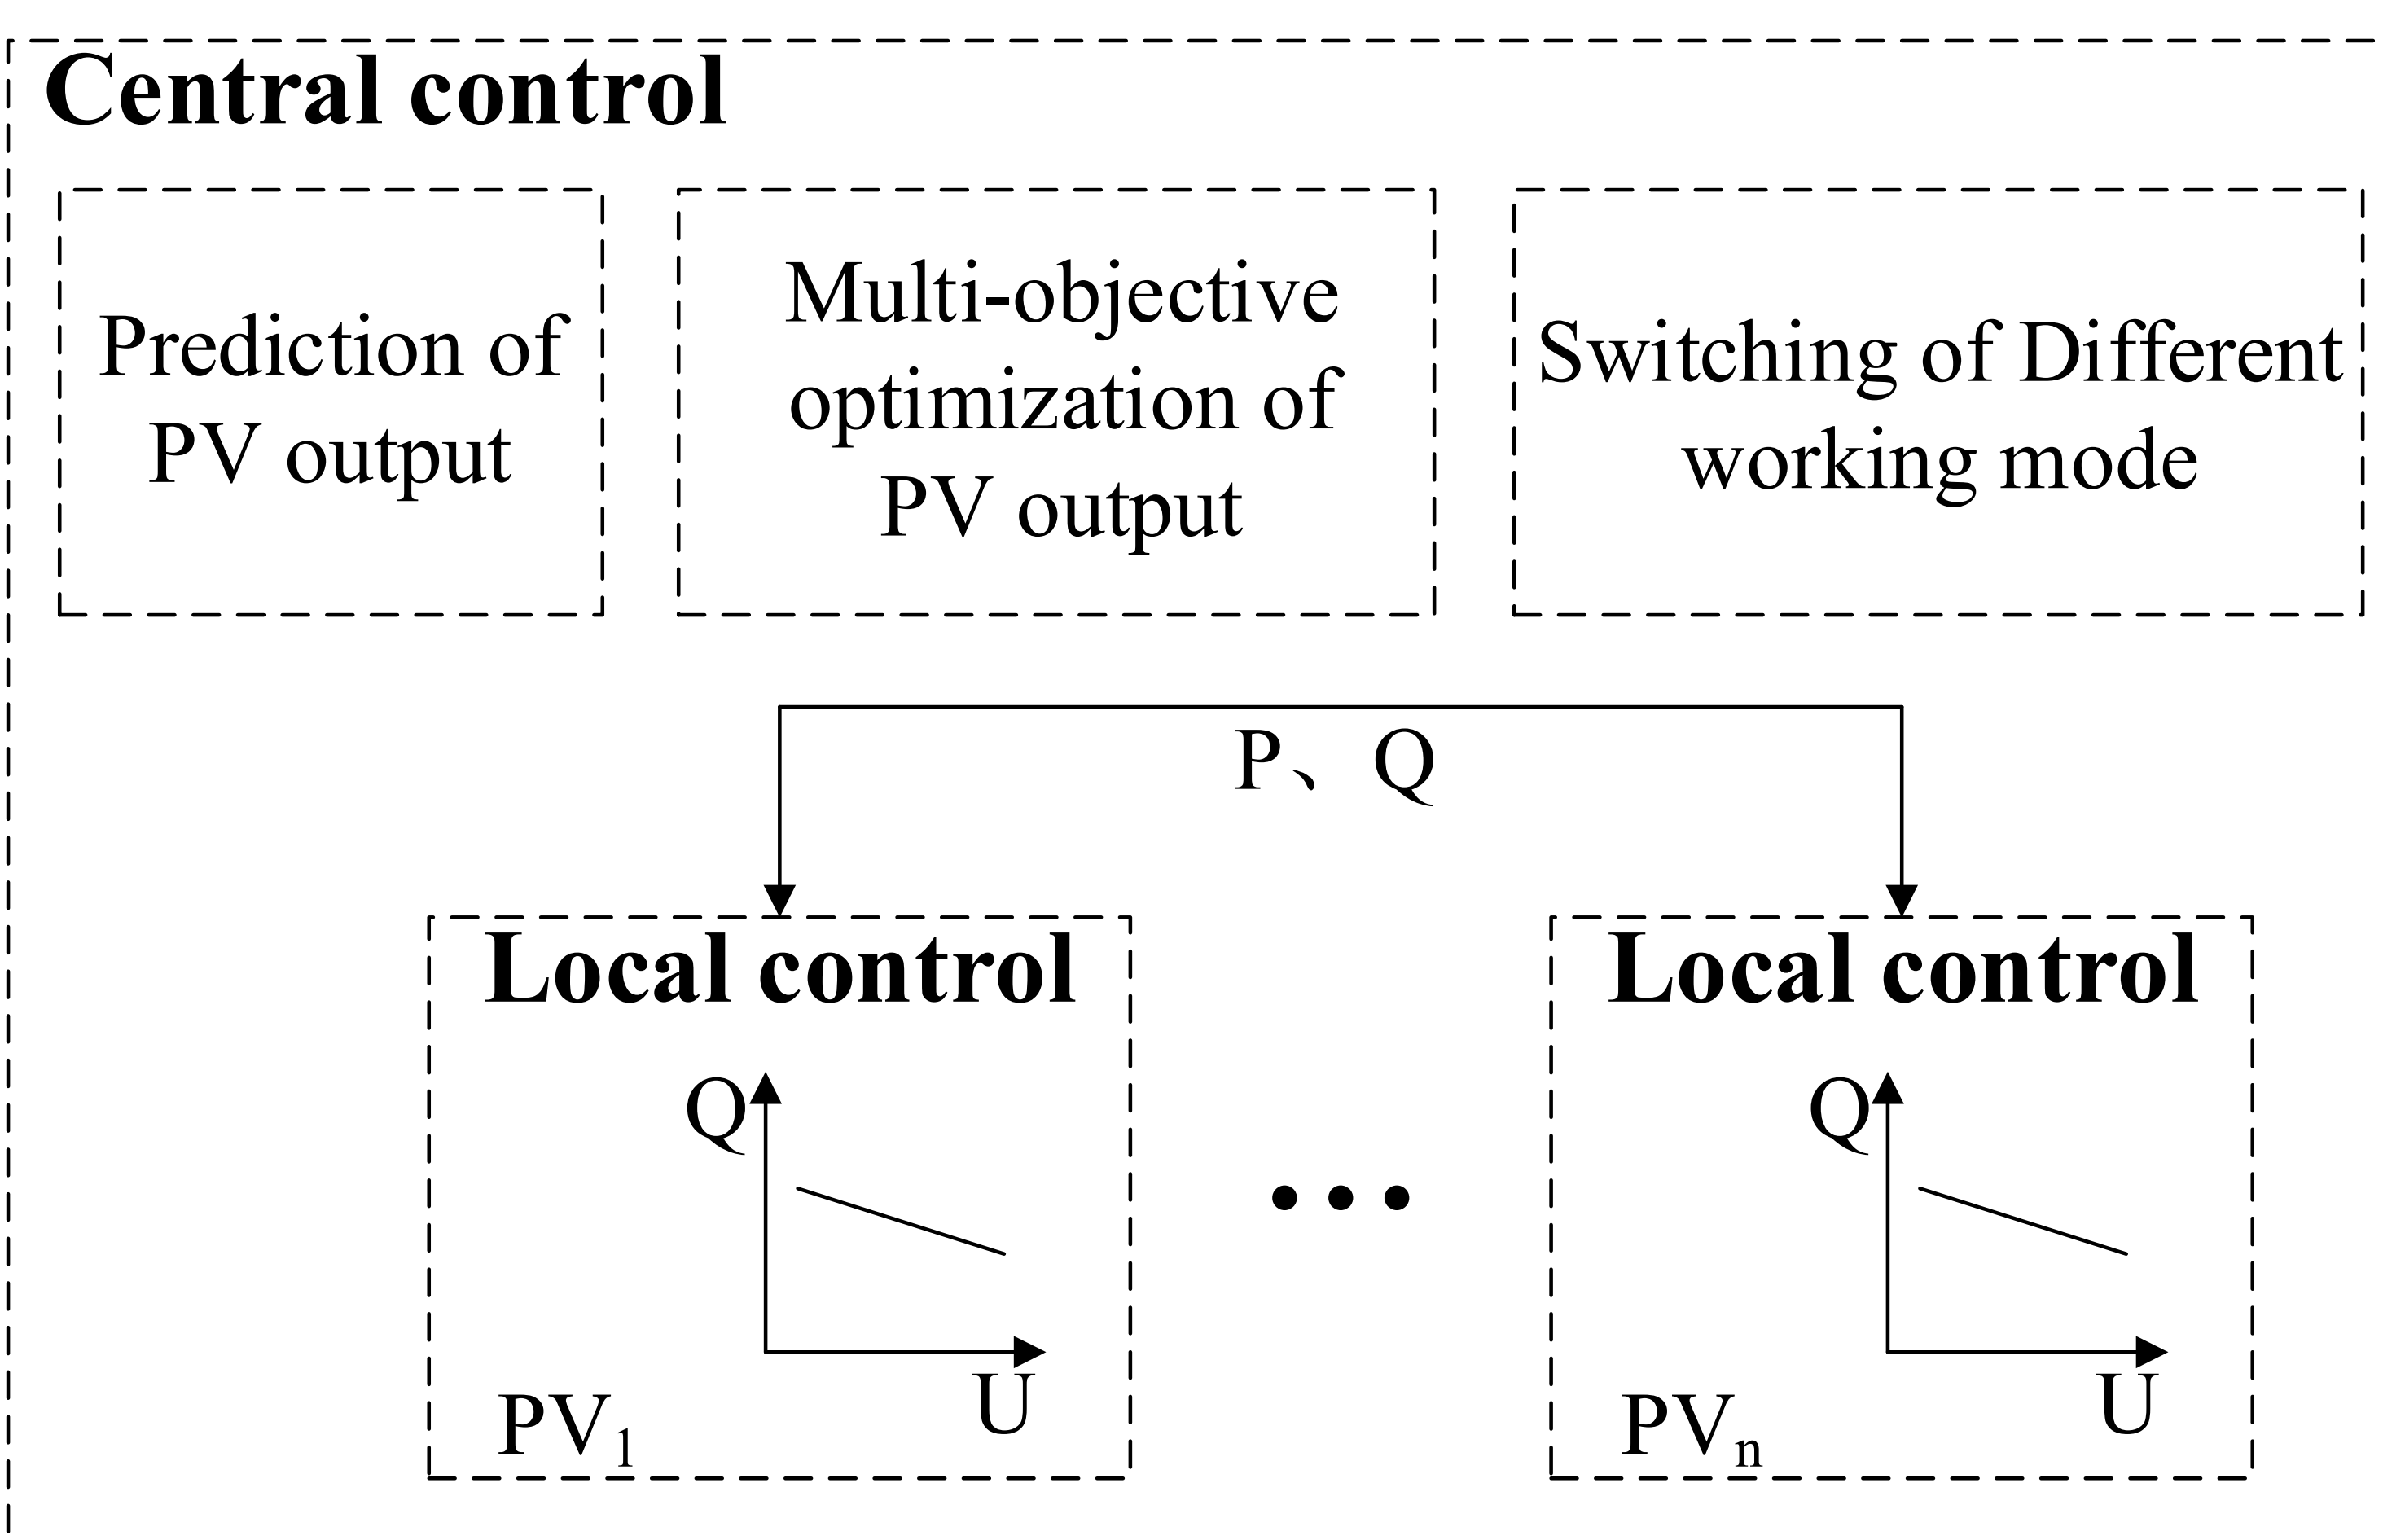 Central control
Prediction of
PV output
Multi-objective
optimization of
PV output
Switching of Different
working mode
P、Q
Local control
Q
U
PV₁
Local control
Q
U
PVₙ